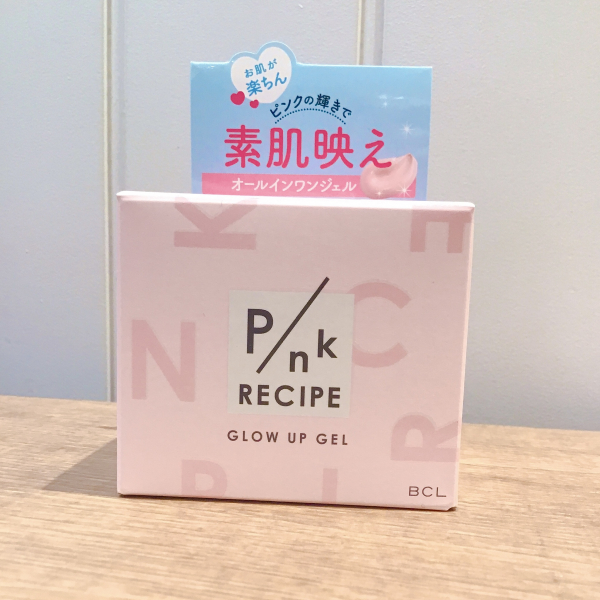 お肌が
楽ちん
ピンクの輝きで
素肌映え
オールインワンジェル
P/nk
RECIPE
GLOW UP GEL
BCL